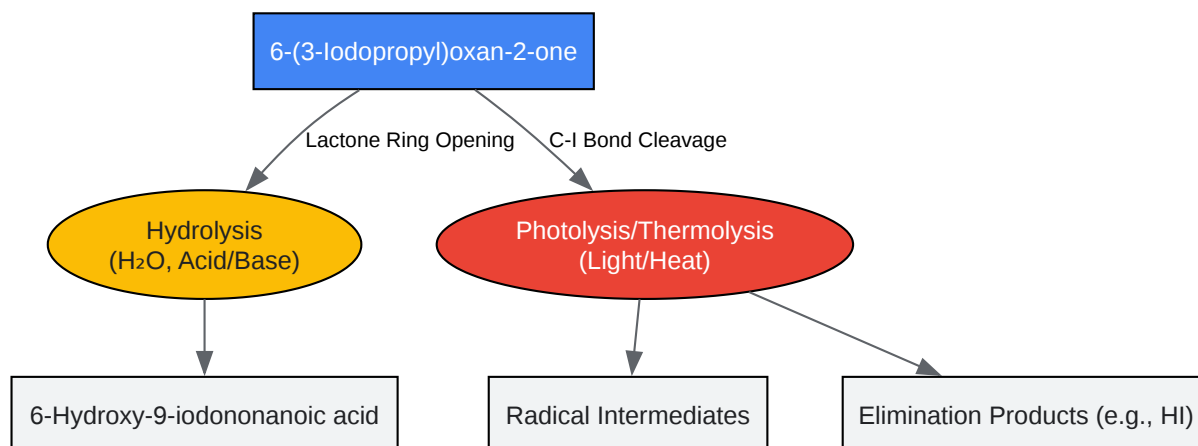 6-(3-Iodopropyl)oxan-2-one
Lactone Ring Opening
C-I Bond Cleavage
Hydrolysis
(H₂O, Acid/Base)
Photolysis/Thermolysis
(Light/Heat)
6-Hydroxy-9-iodononanoic acid
Radical Intermediates
Elimination Products (e.g., HI)